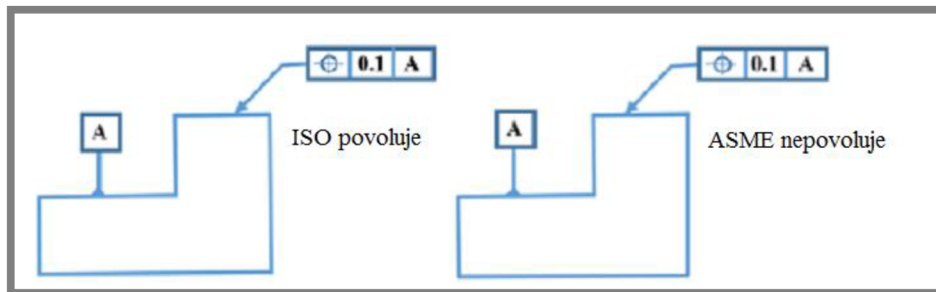 ⌖ 0.1 A
A
ISO povoluje
⌖ 0.1 A
A
ASME nepovoluje